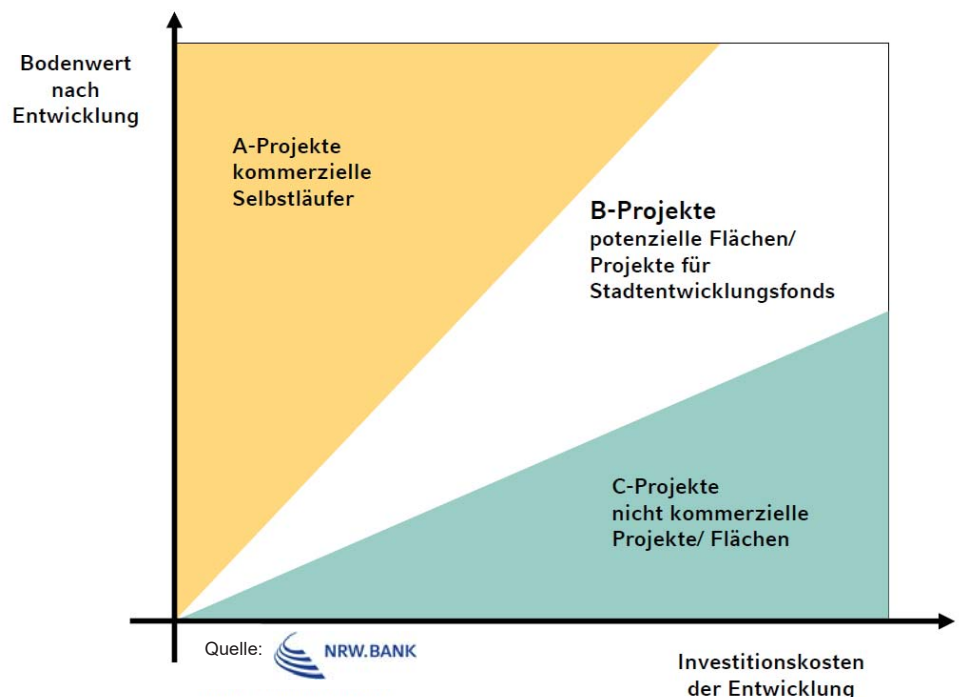 Bodenwert
nach
Entwicklung
A-Projekte
kommerzielle
Selbstläufer
B-Projekte
potenzielle Flächen/
Projekte für
Stadtentwicklungsfonds
C-Projekte
nicht kommerzielle
Projekte/ Flächen
Quelle: NRW.BANK
Investitionskosten
der Entwicklung